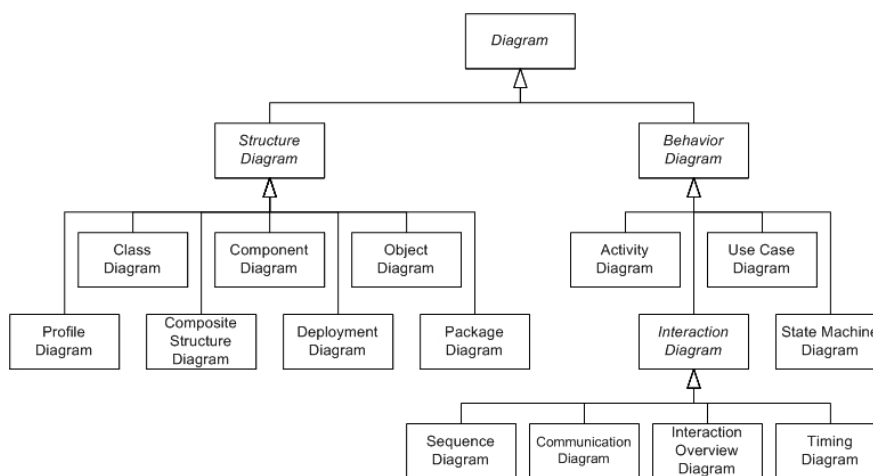 Diagram
Structure
Diagram
Behavior
Diagram
Class
Diagram
Component
Diagram
Object
Diagram
Activity
Diagram
Use Case
Diagram
Profile
Diagram
Composite
Structure
Diagram
Deployment
Diagram
Package
Diagram
Interaction
Diagram
State Machine
Diagram
Sequence
Diagram
Communication
Diagram
Interaction
Overview
Diagram
Timing
Diagram